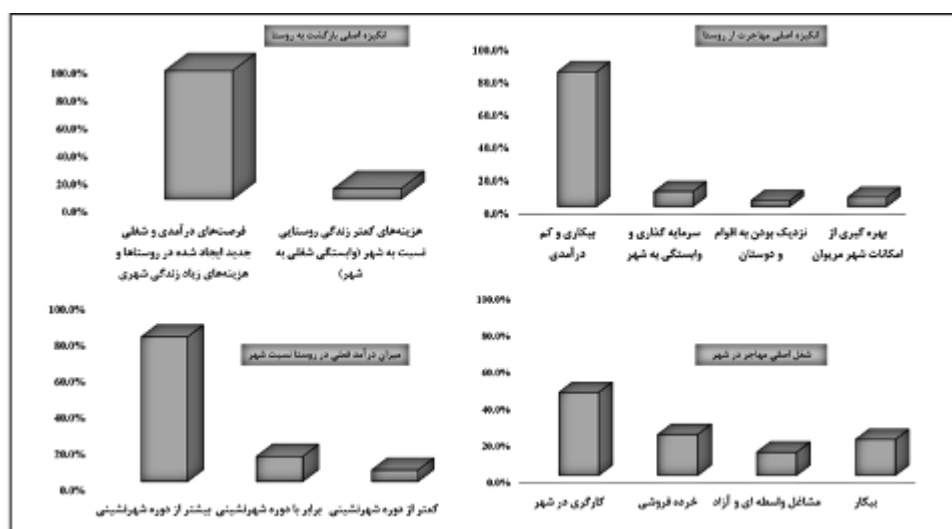 انگیزه اصلی مهاجرت از روستا
100.0%
80.0%
60.0%
40.0%
20.0%
0.0%
بیکاری و کم
درآمدی
سرمایه گذاری و
وابستگی به شهر
نزدیک بودن به اقوام
و دوستان
بهره گیری از
امکانات شهر مریوان
انگیزه اصلی بازگشت به روستا
100.0%
80.0%
60.0%
40.0%
20.0%
0.0%
فرصت‌های درآمدی و شغلی
جدید ایجاد شده در روستاها و
هزینه‌های زیاد زندگی شهری
هزینه‌های کمتر زندگی روستایی
نسبت به شهر (وابستگی شغلی به
شهر)
شغل اصلی مهاجر در شهر
100.0%
80.0%
60.0%
40.0%
20.0%
0.0%
کارگری در شهر
خرده فروشی
مشاغل واسطه ای و آزاد
بیکار
میزان درآمد فعلی در روستا نسبت شهر
100.0%
80.0%
60.0%
40.0%
20.0%
0.0%
بیشتر از دوره شهرنشینی
برابر با دوره شهرنشینی
کمتر از دوره شهرنشینی